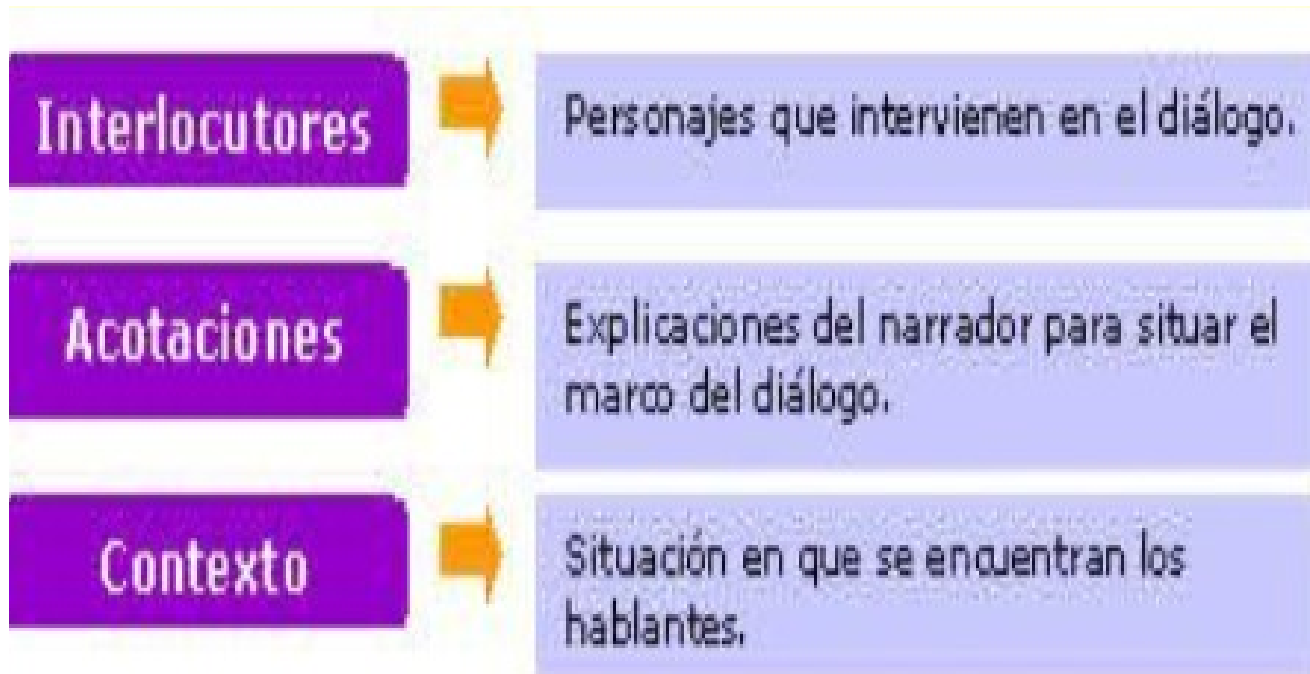 Interlocutores
Personajes que intervienen en el diálogo.
Acotaciones
Explicaciones del narrador para situar el
marco del diálogo.
Contexto
Situación en que se encuentran los
hablantes.